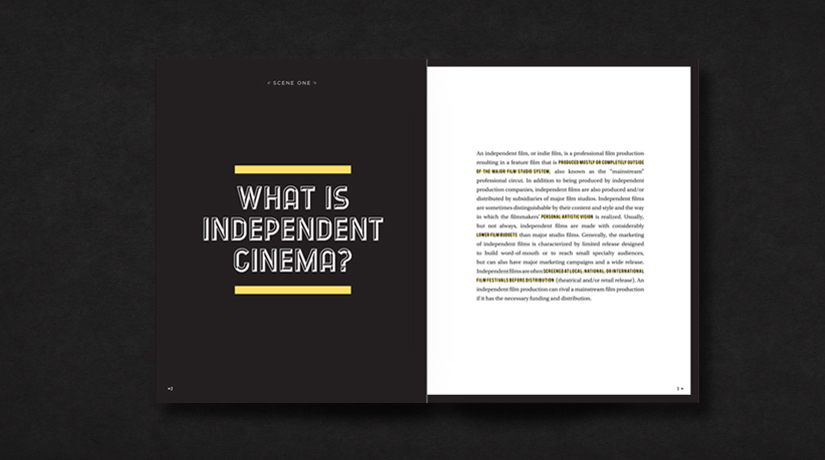 < SCENE ONE >
WHAT IS
INDEPENDENT
CINEMA?
An independent film, or indie film, is a professional film production
resulting in a feature film that is PRODUCED MOSTLY OR COMPLETELY OUTSIDE
OF THE MAJOR FILM STUDIO SYSTEM, also known as the "mainstream"
professional circut. In addition to being produced by independent
production companies, independent films are also produced and/or
distributed by subsidiaries of major film studios. Independent films
are sometimes distinguishable by their content and style and the way
in which the filmmakers' PERSONAL ARTISTIC VISION is realized. Usually,
but not always, independent films are made with considerably
LOWER FILM BUDGETS than major studio films. Generally, the marketing
of independent films is characterized by limited release designed
to build word-of-mouth or to reach small specialty audiences,
but can also have major marketing campaigns and a wide release.
Independent films are often SCREENED AT LOCAL, NATIONAL, OR INTERNATIONAL
FILM FESTIVALS BEFORE DISTRIBUTION (theatrical and/or retail release). An
independent film production can rival a mainstream film production
if it has the necessary funding and distribution.